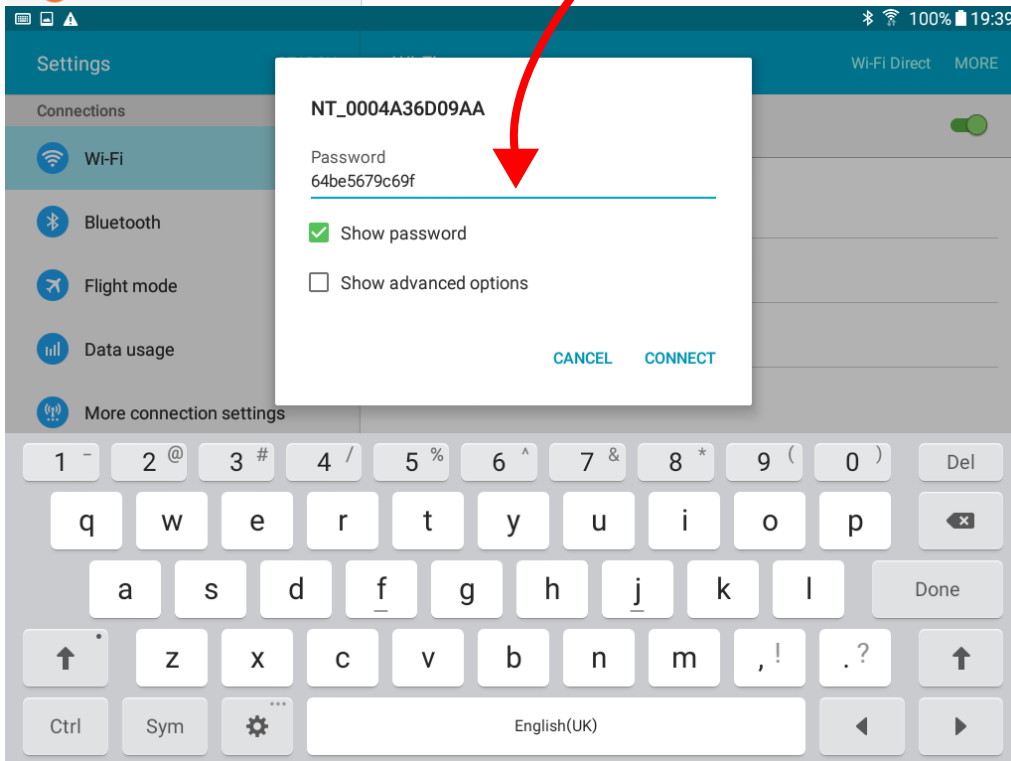 100% 19:39
Settings
Wi-Fi Direct MORE
Connections
Wi-Fi
Bluetooth
Flight mode
Data usage
More connection settings
NT_0004A36D09AA
Password
64be5679c69f
Show password
Show advanced options
CANCEL CONNECT
1 - 2 @ 3 # 4 / 5 % 6 ^ 7 & 8 * 9 ( 0 ) Del
q w e r t y u i o p
a s d f g h j k l Done
z x c v b n m , ! . ?
Ctrl Sym English(UK)